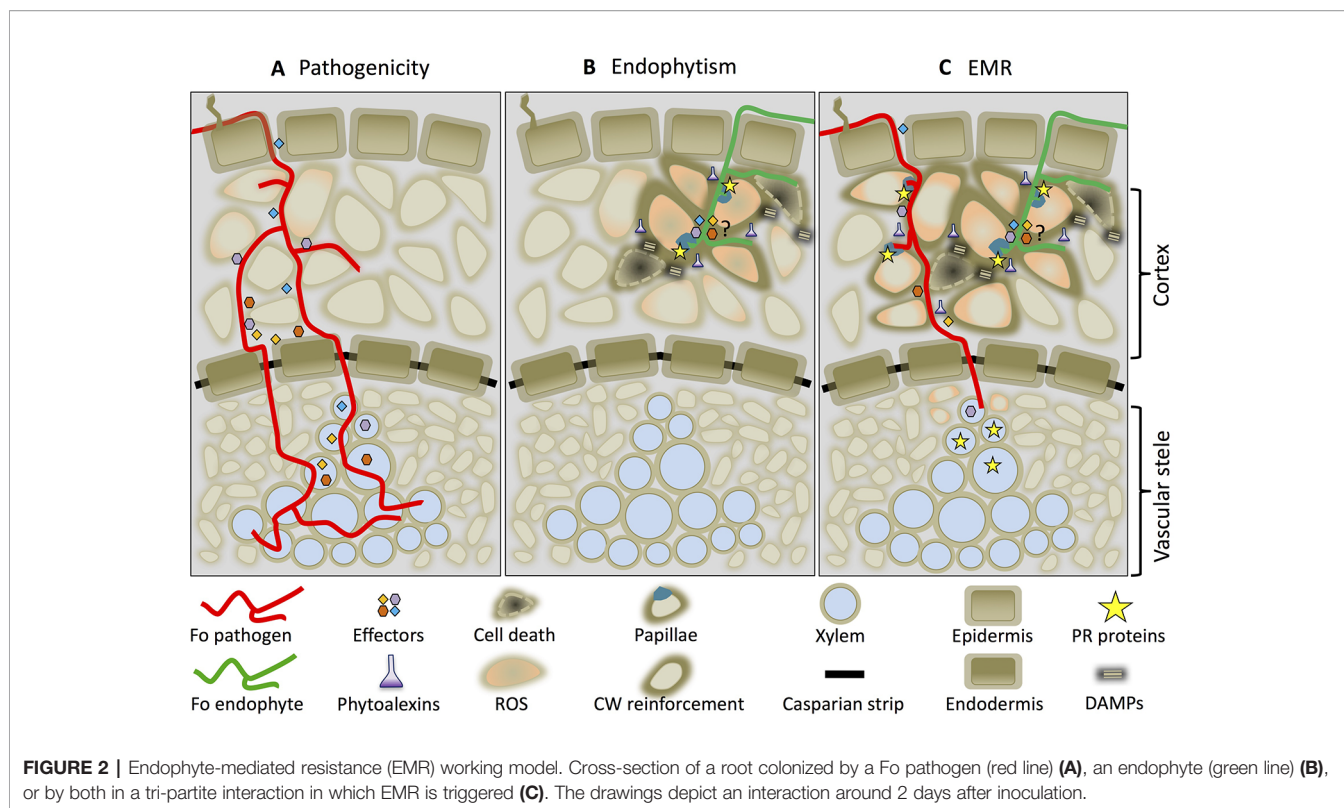 A Pathogenicity
B Endophytism
C EMR
?
?
Cortex
Vascular stele
Fo pathogen
Effectors
Cell death
Papillae
Xylem
Epidermis
PR proteins
Fo endophyte
Phytoalexins
ROS
CW reinforcement
Casparian strip
Endodermis
DAMPs
FIGURE 2 | Endophyte-mediated resistance (EMR) working model. Cross-section of a root colonized by a Fo pathogen (red line) (A), an endophyte (green line) (B),
or by both in a tri-partite interaction in which EMR is triggered (C). The drawings depict an interaction around 2 days after inoculation.